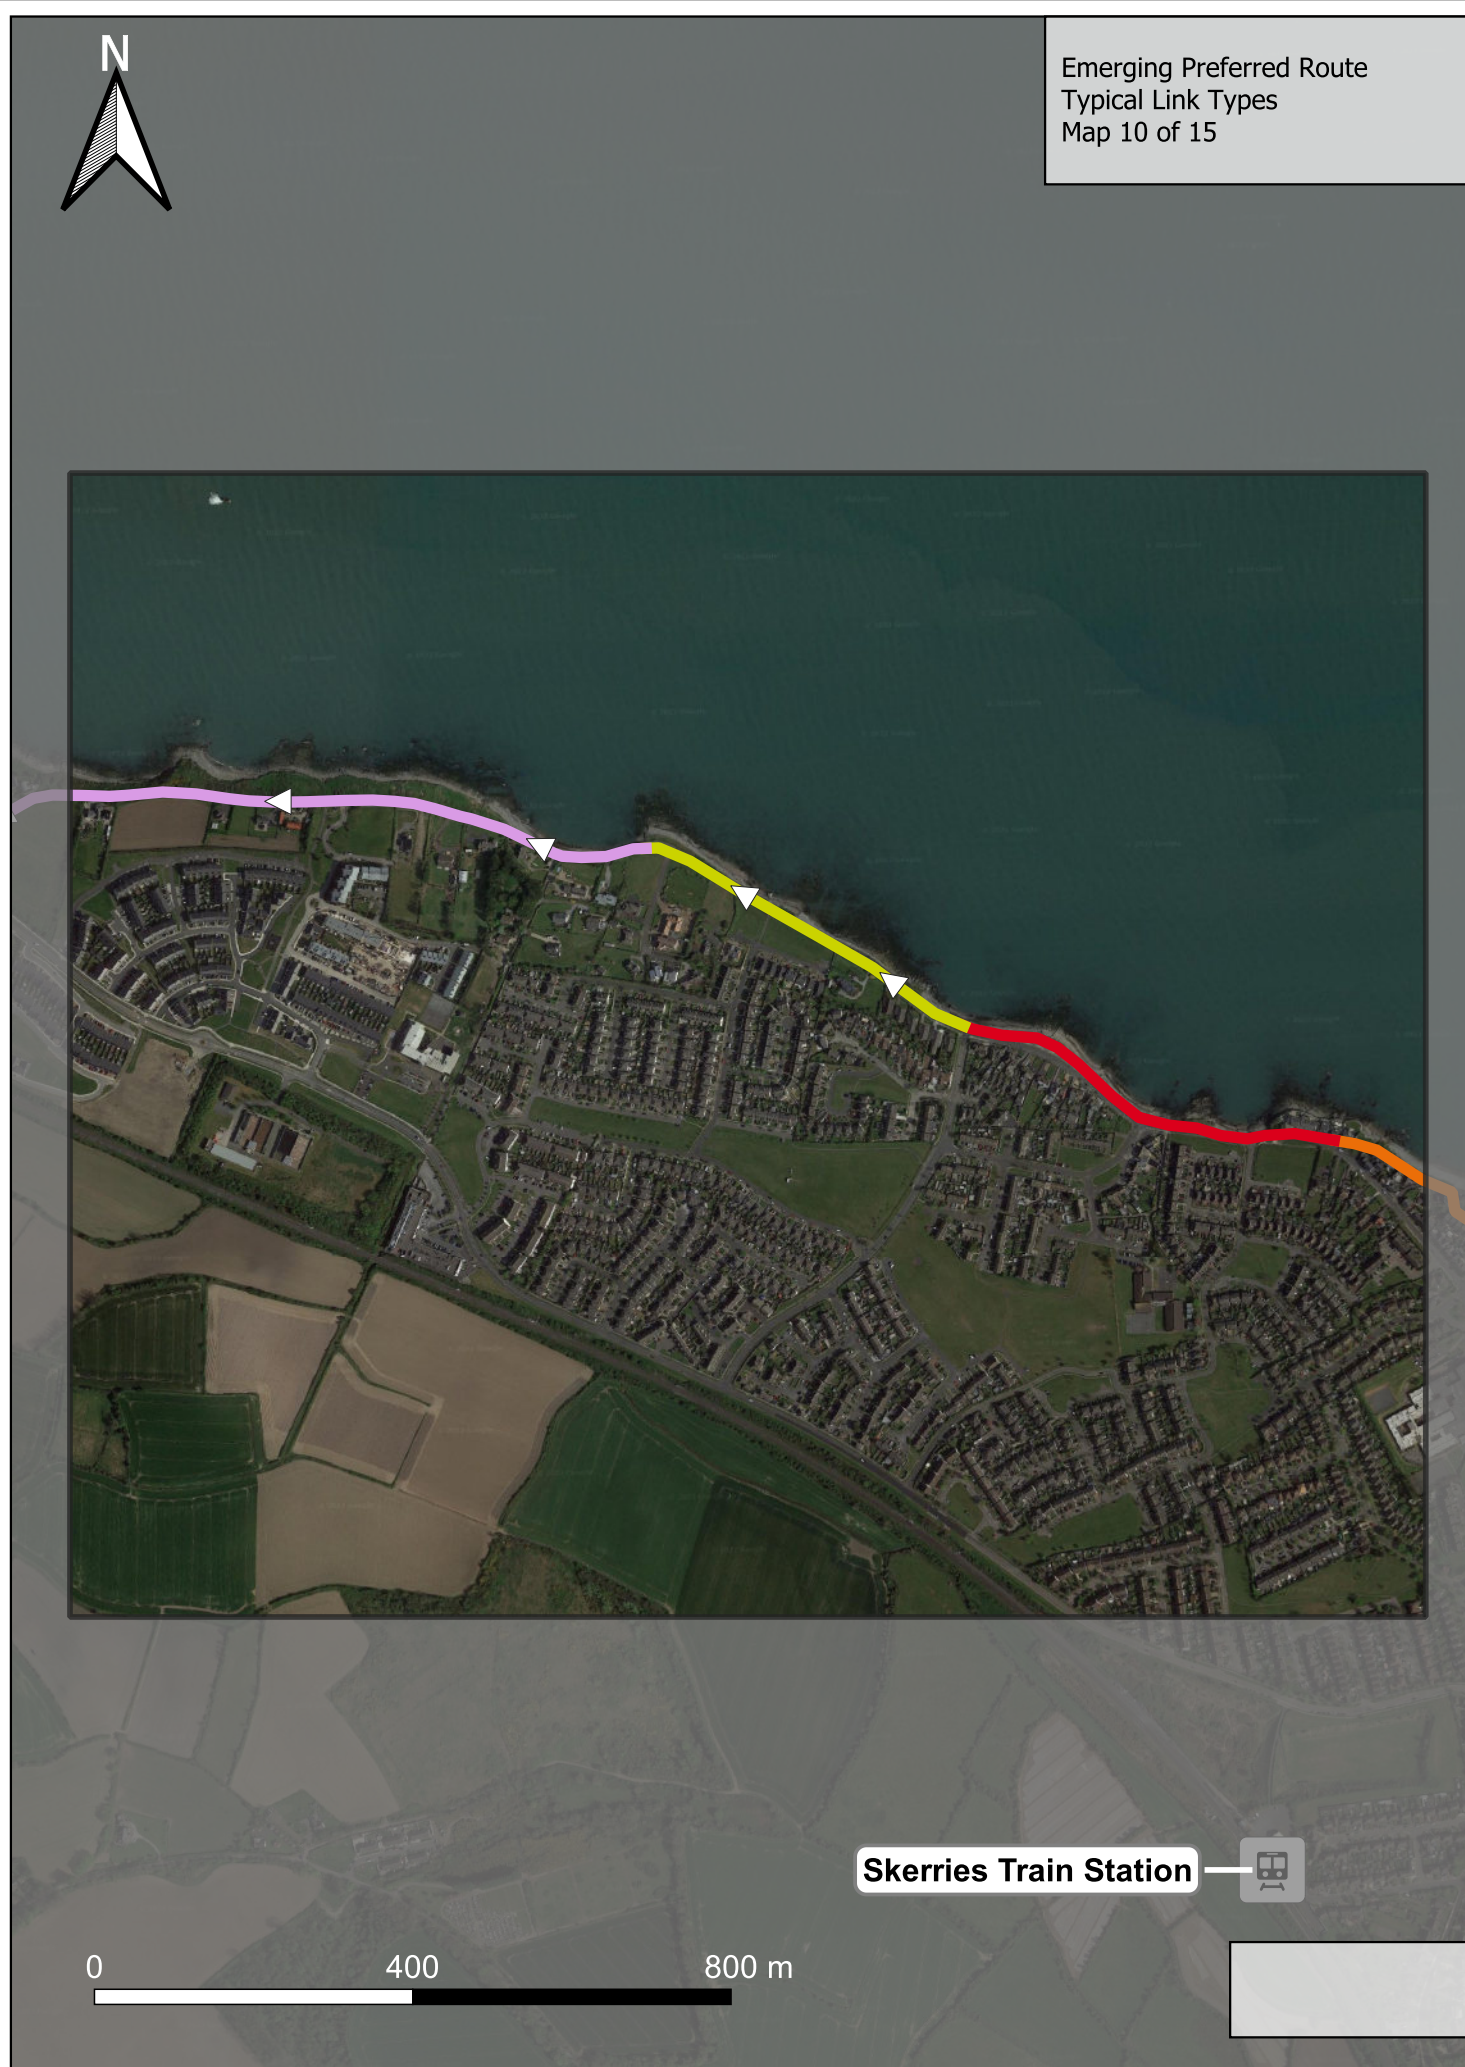 N
Emerging Preferred Route
Typical Link Types
Map 10 of 15
Skerries Train Station
0 400 800 m